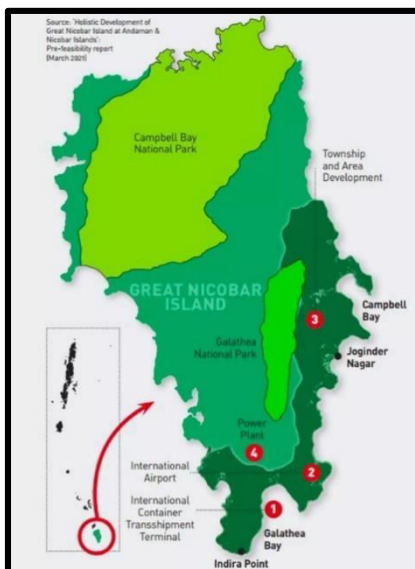 Source: 'Holistic Development of
Great Nicobar Island at Andaman &
Nicobar Islands':
Pre-feasibility report
(March 2021)
Campbell Bay
National Park
Township
and Area
Development
GREAT NICOBAR
ISLAND
Campbell
Bay
3
Galathea
National Park
Joginder
Nagar
Power
Plant
4
International
Airport
2
International
Container
Transshipment
Terminal
1
Galathea
Bay
Indira Point